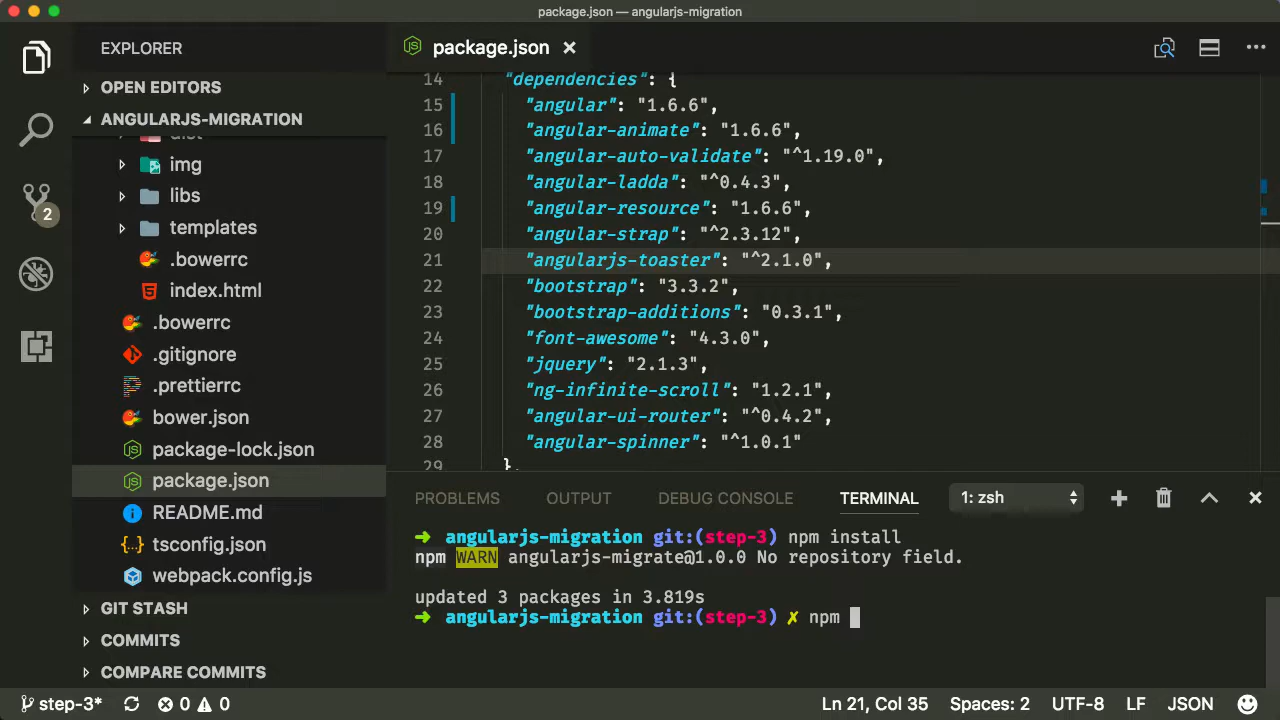 package.json — angularjs-migration
EXPLORER
OPEN EDITORS
ANGULARJS-MIGRATION
dist
img
libs
templates
.bowerrc
index.html
.bowerrc
.gitignore
.prettierrc
bower.json
package-lock.json
package.json
README.md
tsconfig.json
webpack.config.js
GIT STASH
COMMITS
COMPARE COMMITS
2
package.json
14 "dependencies": {
15 "angular": "1.6.6",
16 "angular-animate": "1.6.6",
17 "angular-auto-validate": "^1.19.0",
18 "angular-ladda": "^0.4.3",
19 "angular-resource": "1.6.6",
20 "angular-strap": "^2.3.12",
21 "angularjs-toaster": "^2.1.0",
22 "bootstrap": "3.3.2",
23 "bootstrap-additions": "0.3.1",
24 "font-awesome": "4.3.0",
25 "jquery": "2.1.3",
26 "ng-infinite-scroll": "1.2.1",
27 "angular-ui-router": "^0.4.2",
28 "angular-spinner": "^1.0.1"
29 },
PROBLEMS OUTPUT DEBUG CONSOLE TERMINAL 1: zsh
➜ angularjs-migration git:(step-3) npm install
npm WARN angularjs-migrate@1.0.0 No repository field.
updated 3 packages in 3.819s
➜ angularjs-migration git:(step-3) ✗ npm
step-3* 0 0 Ln 21, Col 35 Spaces: 2 UTF-8 LF JSON